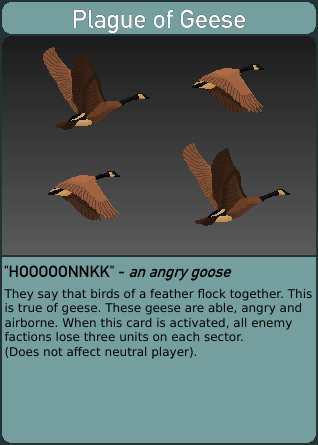 Plague of Geese
"HOOOOONNKK" - an angry goose
They say that birds of a feather flock together. This
is true of geese. These geese are able, angry and
airborne. When this card is activated, all enemy
factions lose three units on each sector.
(Does not affect neutral player).